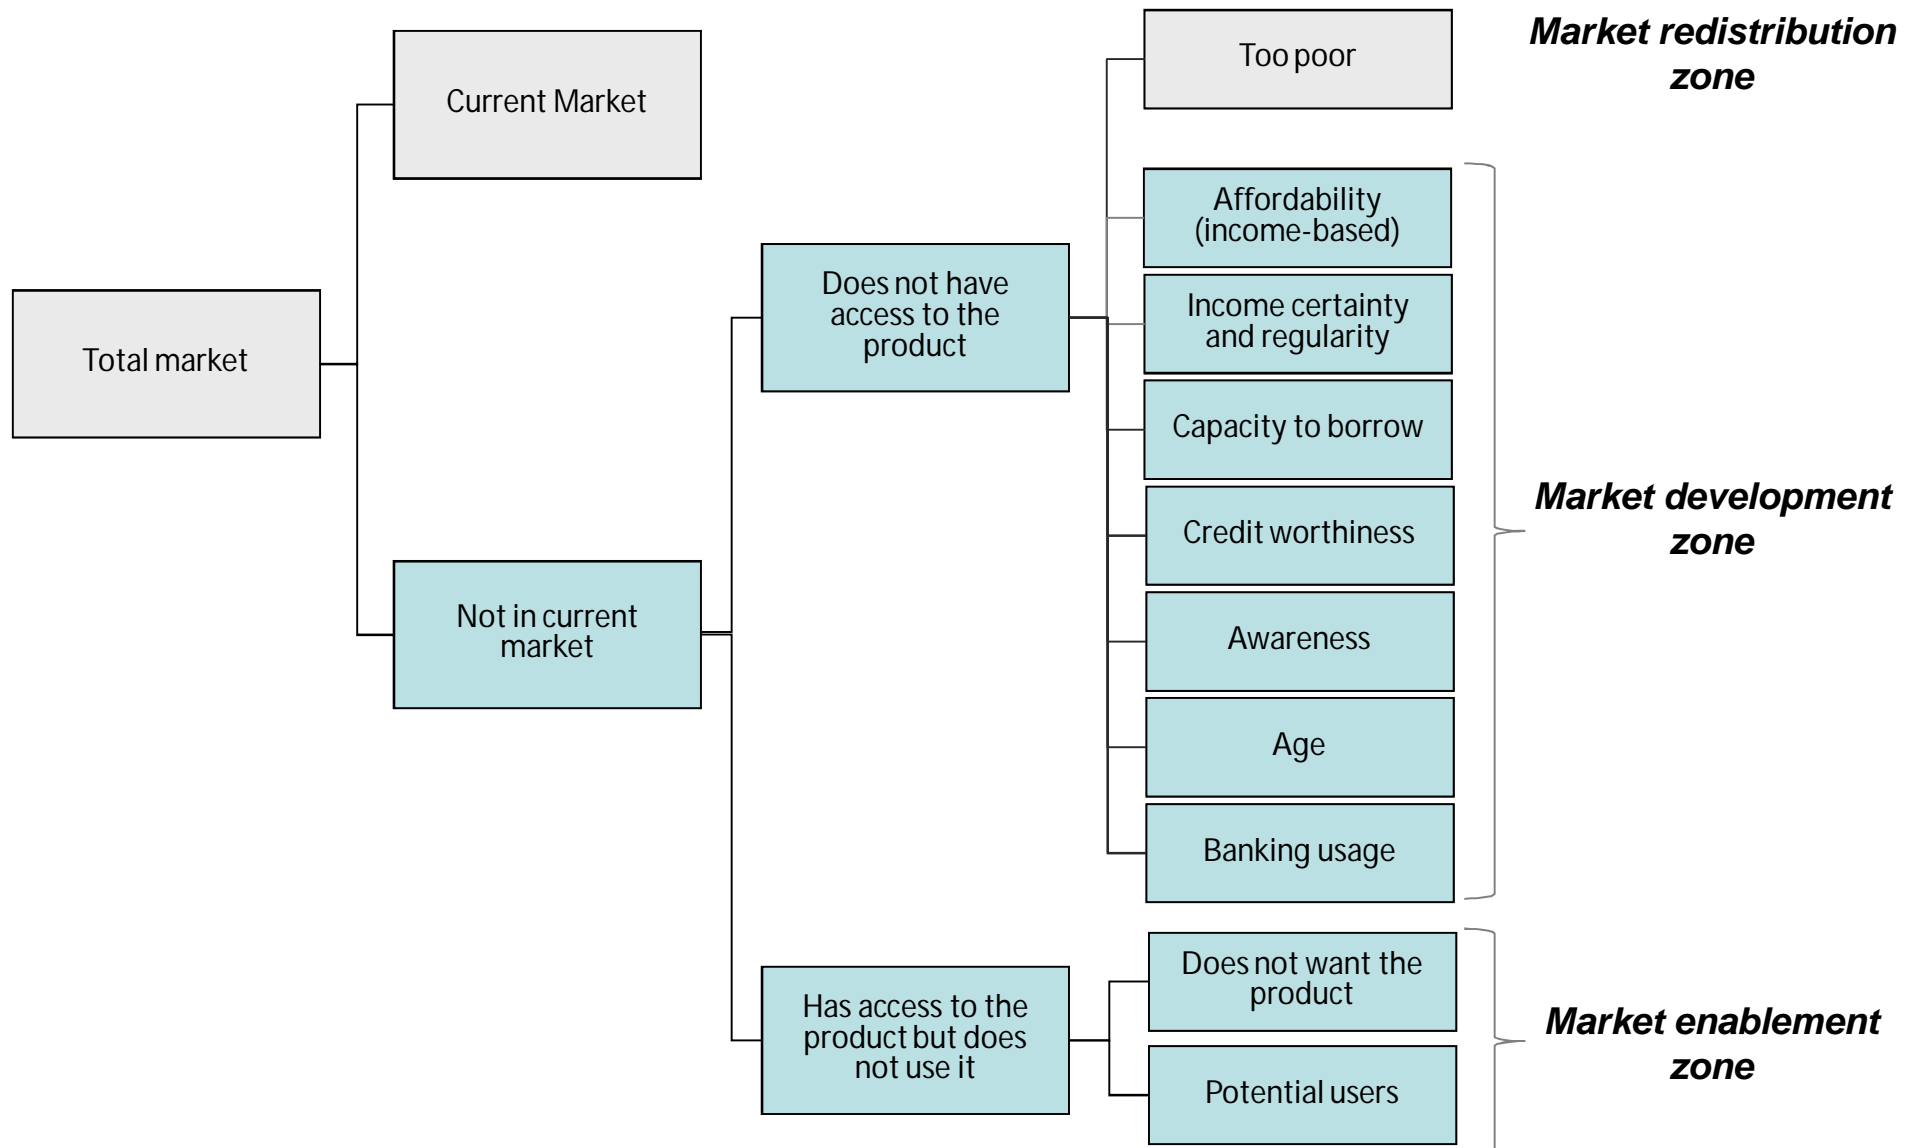 Total market
Current Market
Not in current
market
Does not have
access to the
product
Has access to the
product but does
not use it
Too poor
Affordability
(income-based)
Income certainty
and regularity
Capacity to borrow
Credit worthiness
Awareness
Age
Banking usage
Does not want the
product
Potential users
Market redistribution
zone
Market development
zone
Market enablement
zone